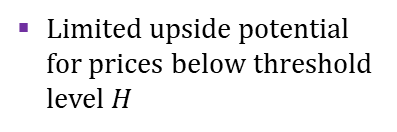 ▪ Limited upside potential
for prices below threshold
level H